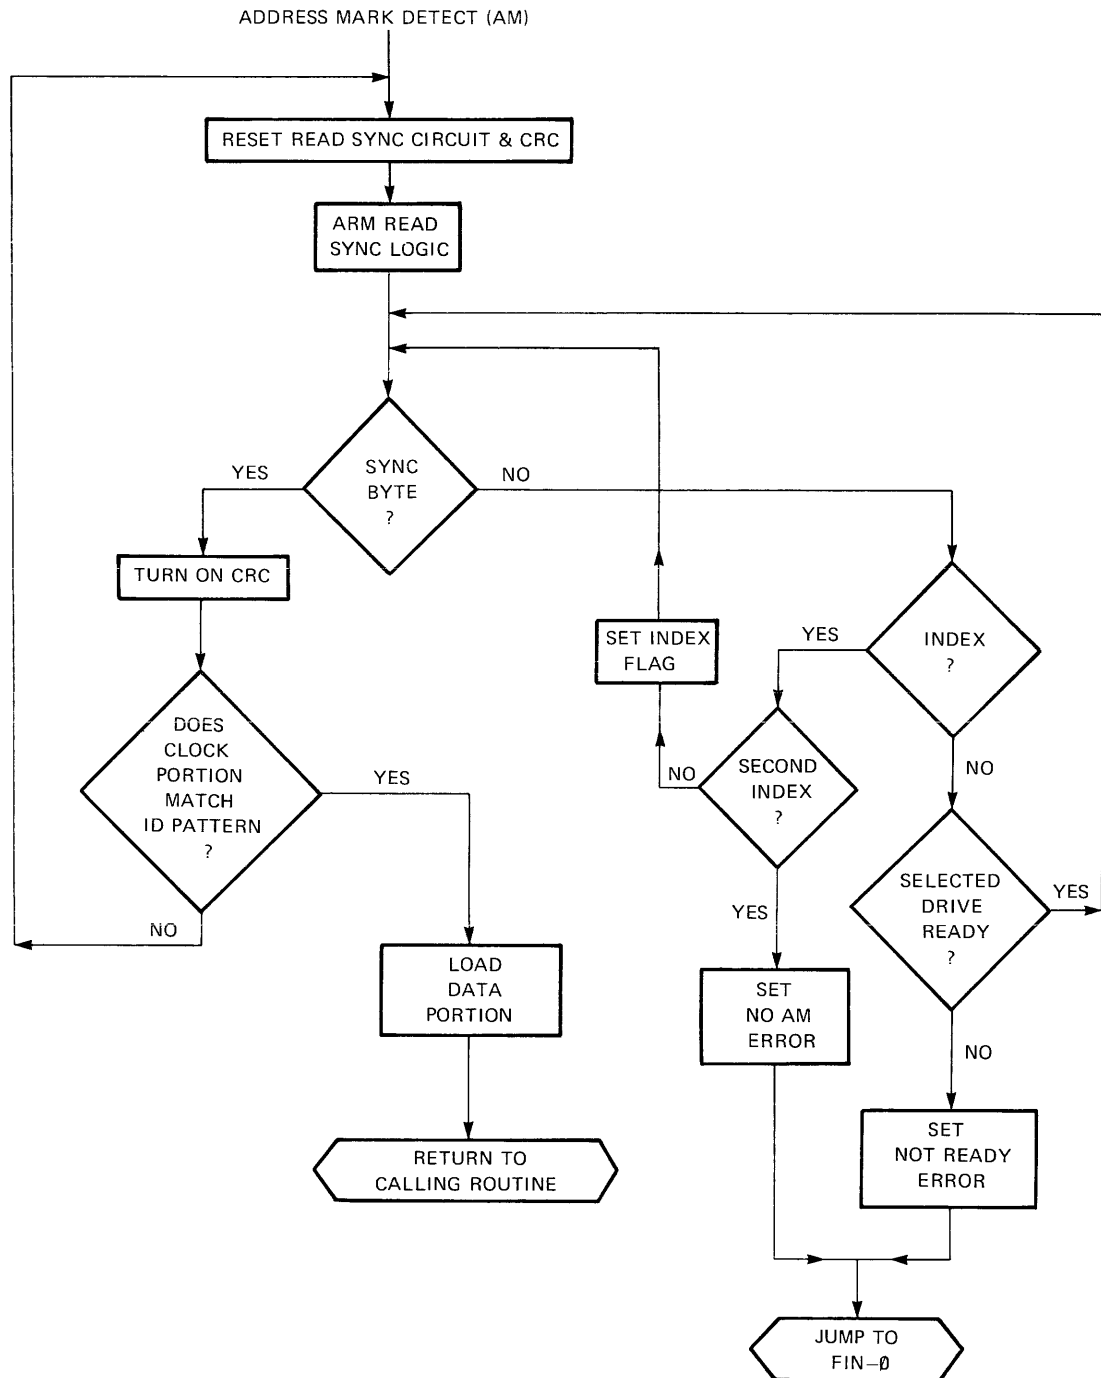 ADDRESS MARK DETECT (AM)
RESET READ SYNC CIRCUIT & CRC
ARM READ
SYNC LOGIC
SYNC
BYTE
?
YES
NO
TURN ON CRC
DOES
CLOCK
PORTION
MATCH
ID PATTERN
?
YES
NO
LOAD
DATA
PORTION
RETURN TO
CALLING ROUTINE
SET INDEX
FLAG
INDEX
?
YES
NO
SECOND
INDEX
?
NO
YES
SELECTED
DRIVE
READY
?
YES
NO
SET
NO AM
ERROR
SET
NOT READY
ERROR
JUMP TO
FIN–Ø